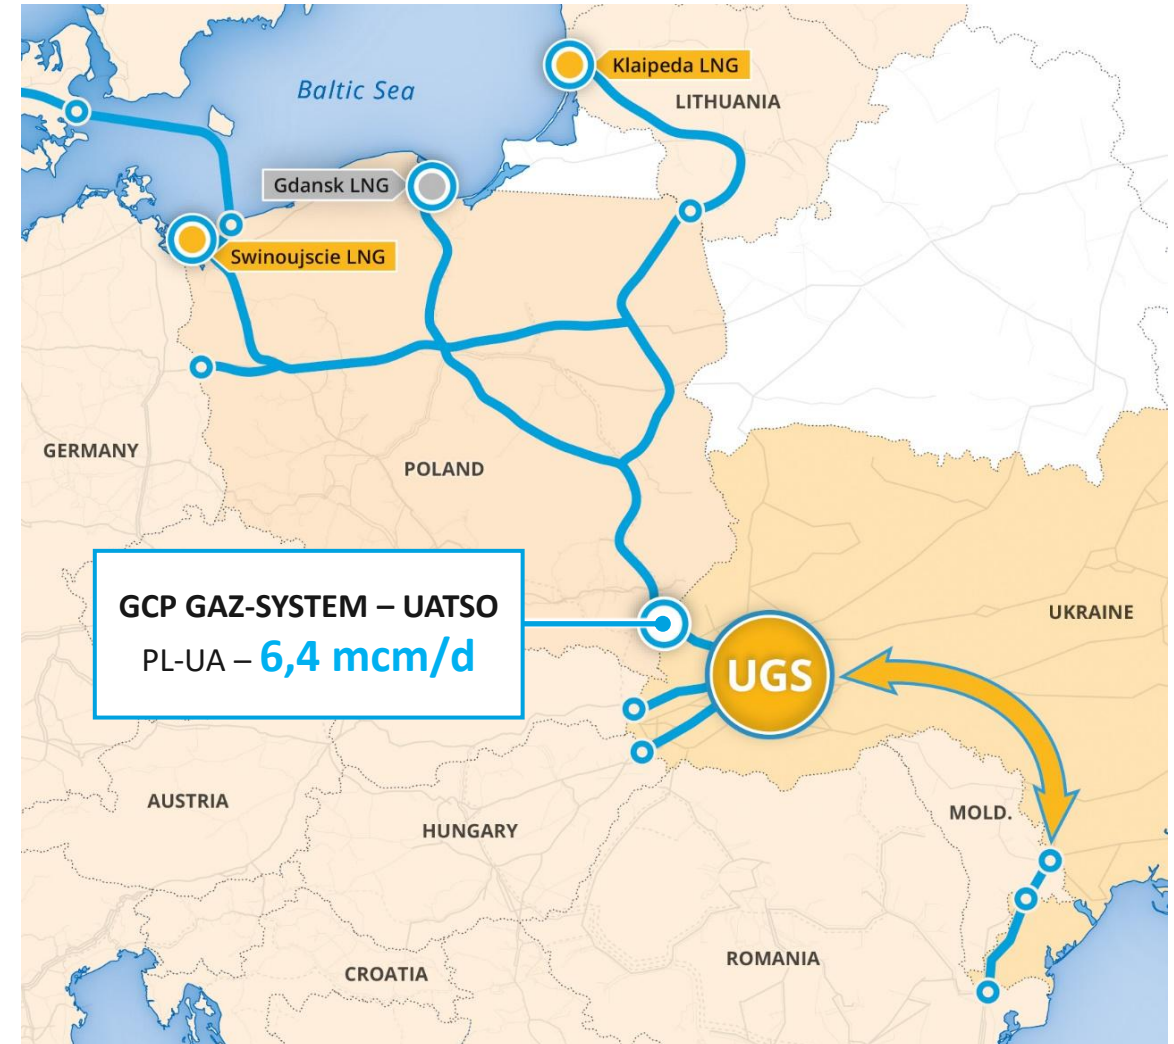 Klaipeda LNG
Baltic Sea
LITHUANIA
Gdansk LNG
Swinoujscie LNG
GERMANY
POLAND
GCP GAZ-SYSTEM – UATSO
PL-UA – 6,4 mcm/d
UKRAINE
UGS
AUSTRIA
MOLD.
HUNGARY
ROMANIA
CROATIA